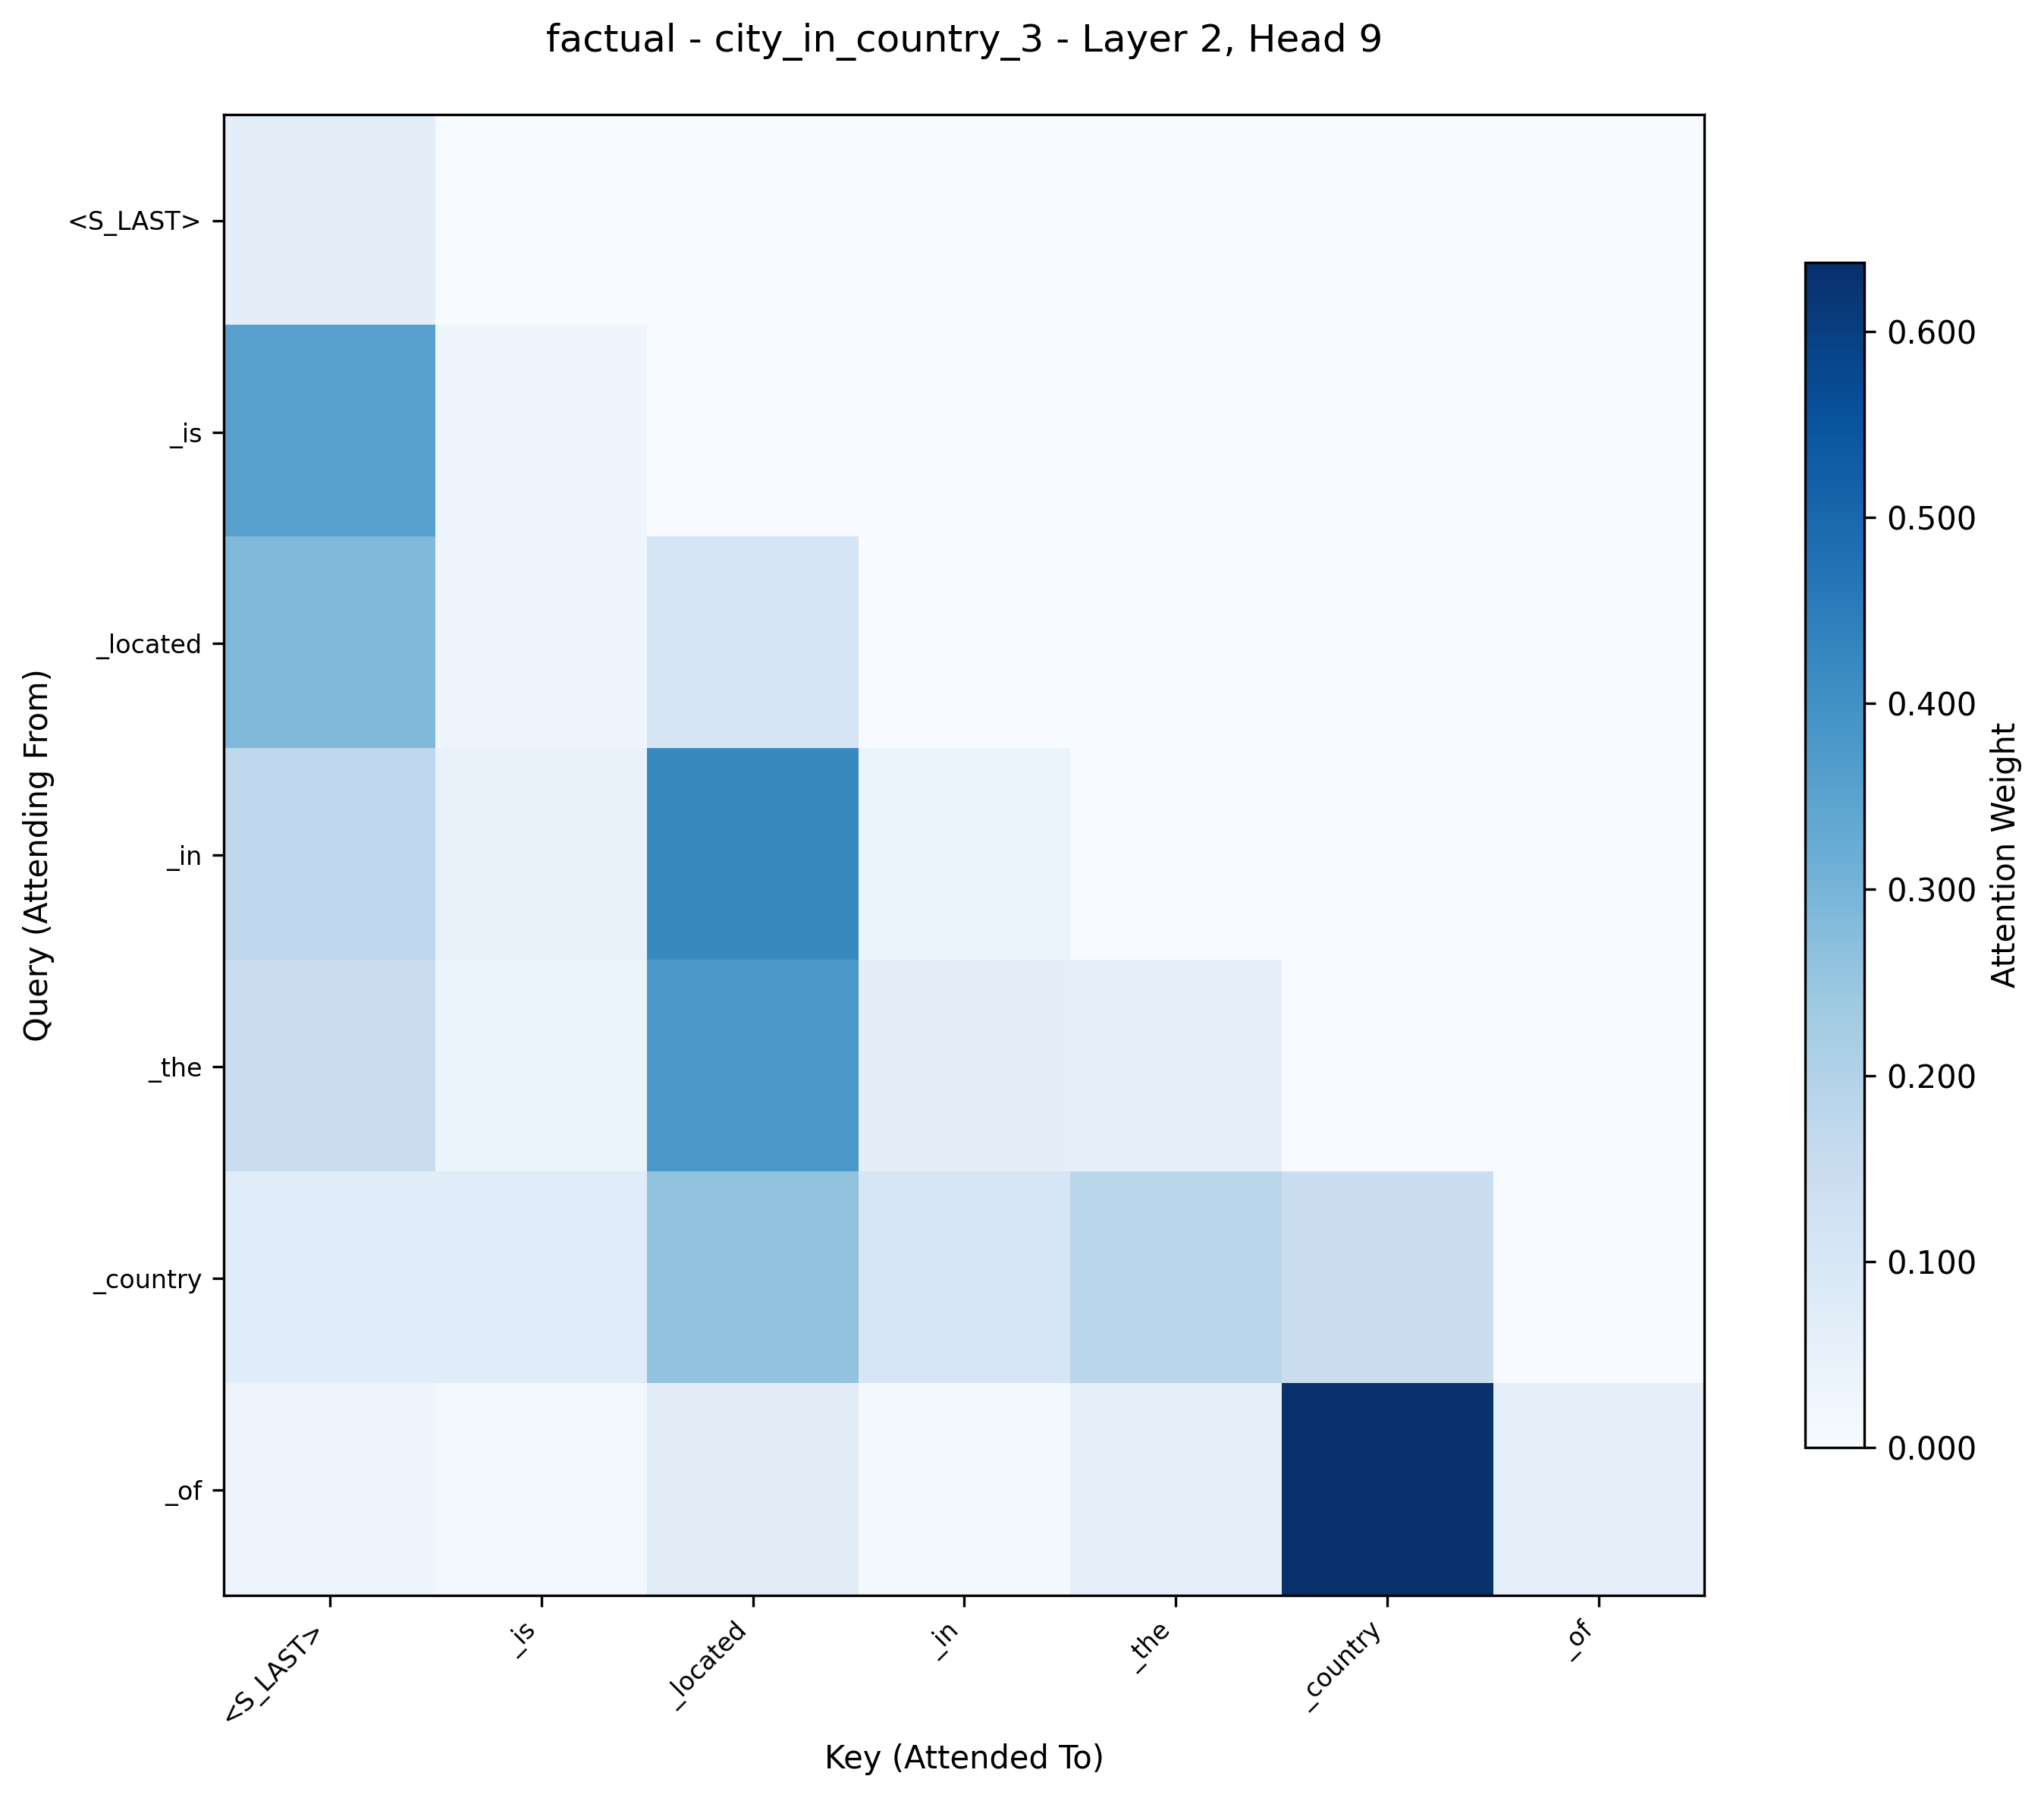 factual - city_in_country_3 - Layer 2, Head 9
Query (Attending From)
<S_LAST>
_is
_located
_in
_the
_country
_of
<S_LAST>
_is
_located
_in
_the
_country
_of
Key (Attended To)
0.600
0.500
0.400
0.300
0.200
0.100
0.000
Attention Weight